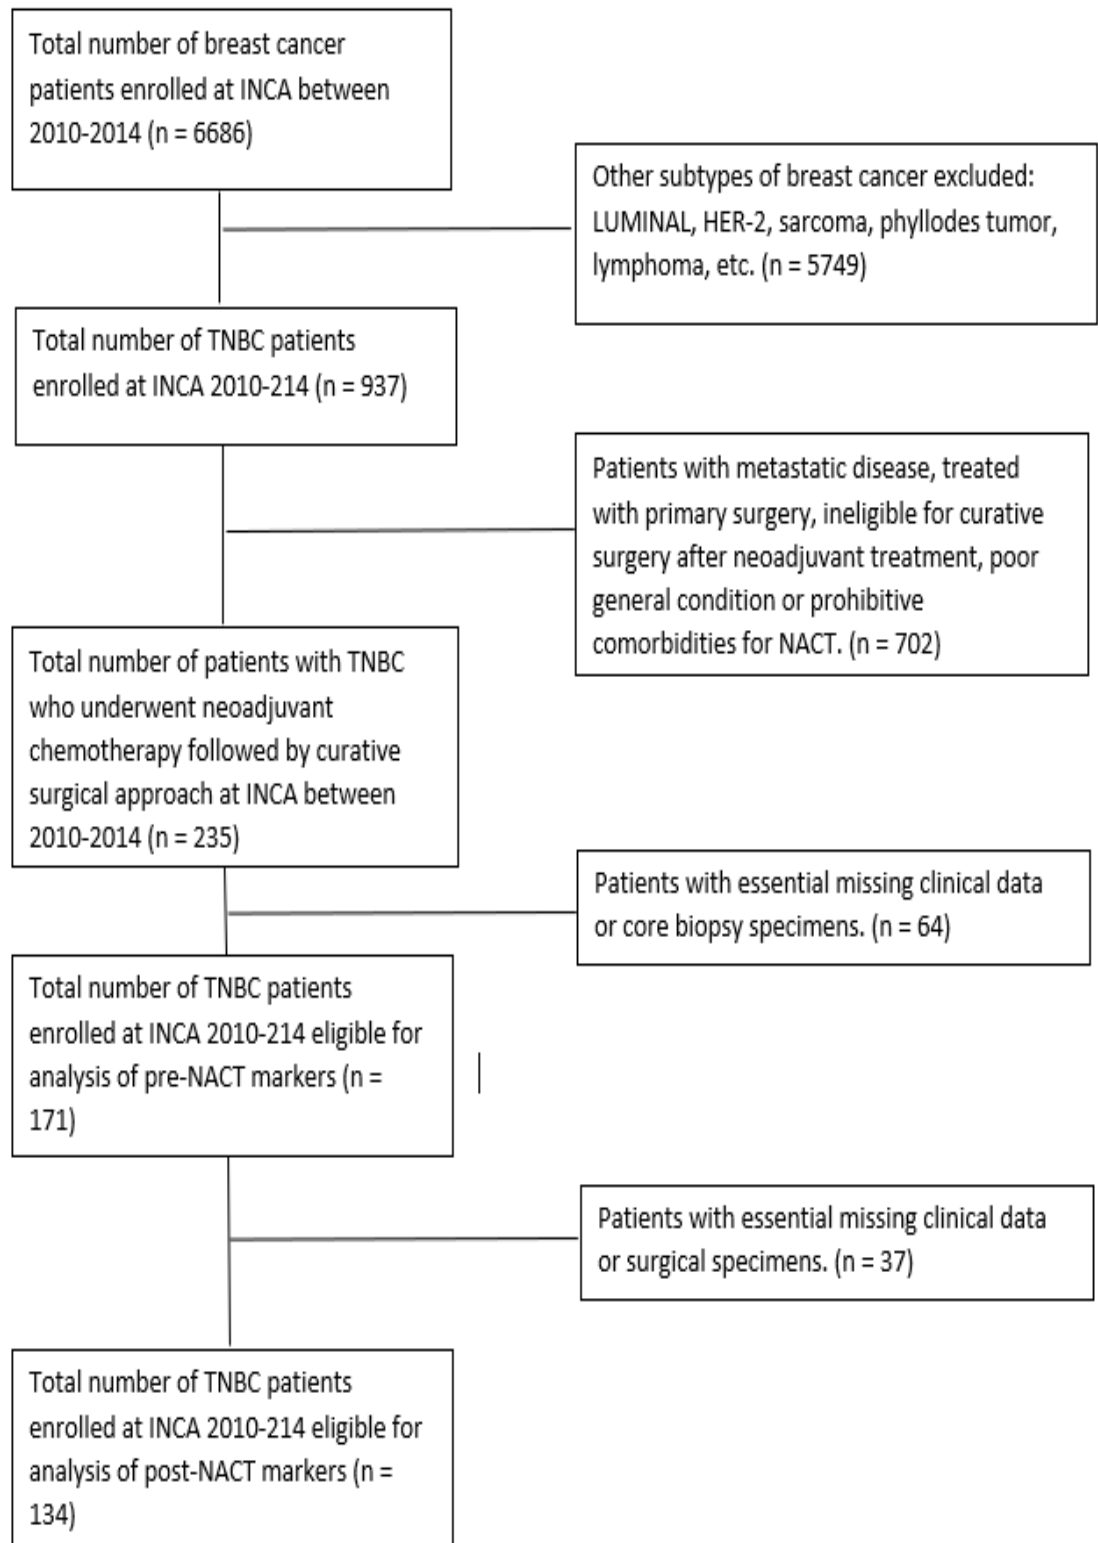 Total number of breast cancer
patients enrolled at INCA between
2010-2014 (n = 6686)
Other subtypes of breast cancer excluded:
LUMINAL, HER-2, sarcoma, phyllodes tumor,
lymphoma, etc. (n = 5749)
Total number of TNBC patients
enrolled at INCA 2010-214 (n = 937)
Patients with metastatic disease, treated
with primary surgery, ineligible for curative
surgery after neoadjuvant treatment, poor
general condition or prohibitive
comorbidities for NACT. (n = 702)
Total number of patients with TNBC
who underwent neoadjuvant
chemotherapy followed by curative
surgical approach at INCA between
2010-2014 (n = 235)
Patients with essential missing clinical data
or core biopsy specimens. (n = 64)
Total number of TNBC patients
enrolled at INCA 2010-214 eligible for
analysis of pre-NACT markers (n =
171)
Patients with essential missing clinical data
or surgical specimens. (n = 37)
Total number of TNBC patients
enrolled at INCA 2010-214 eligible for
analysis of post-NACT markers (n =
134)